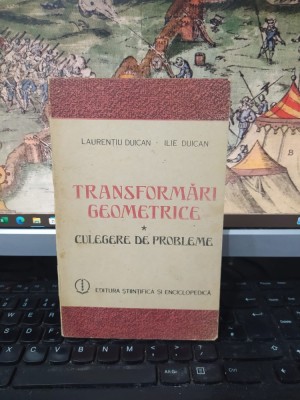 LAURENȚIU DUICAN · ILIE DUICAN
TRANSFORMĂRI
GEOMETRICE
*
CULEGERE DE PROBLEME
EDITURA ȘTIINȚIFICĂ ȘI ENCICLOPEDICĂ